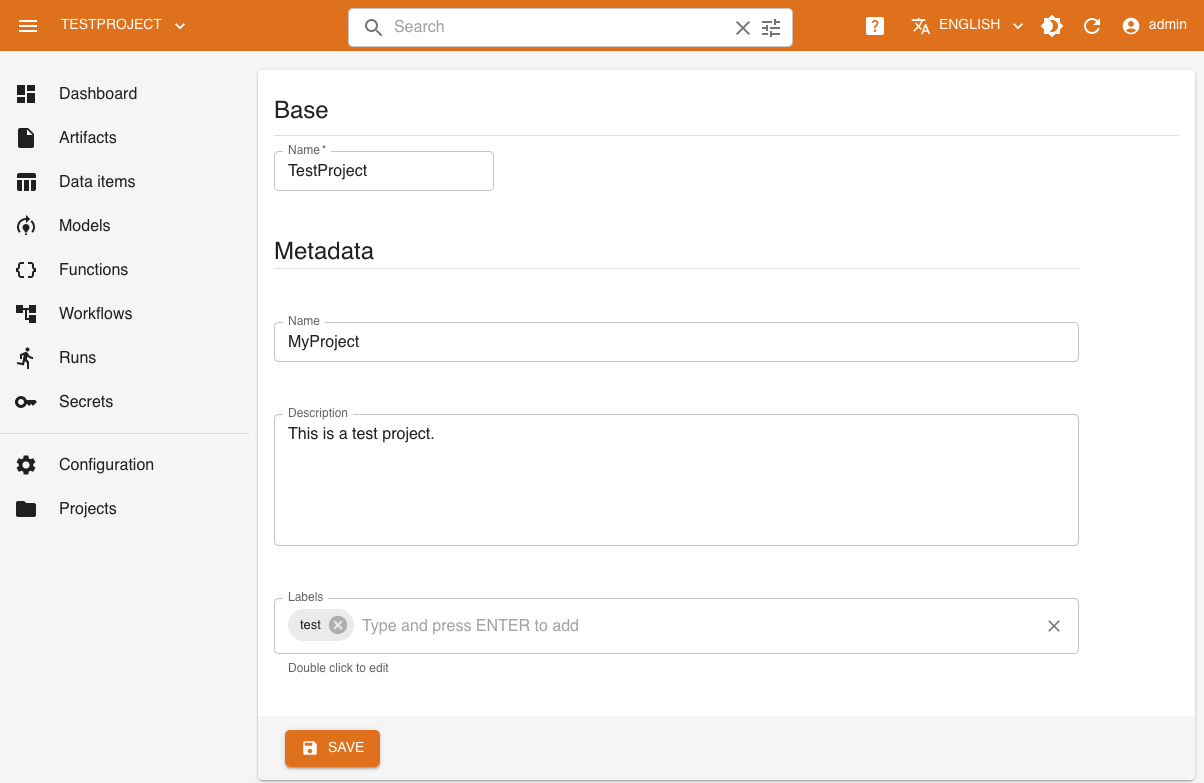 TESTPROJECT
Search
?
ENGLISH
admin
Dashboard
Artifacts
Data items
Models
Functions
Workflows
Runs
Secrets
Configuration
Projects
Base
Name *
TestProject
Metadata
Name
MyProject
Description
This is a test project.
Labels
test Type and press ENTER to add
Double click to edit
SAVE